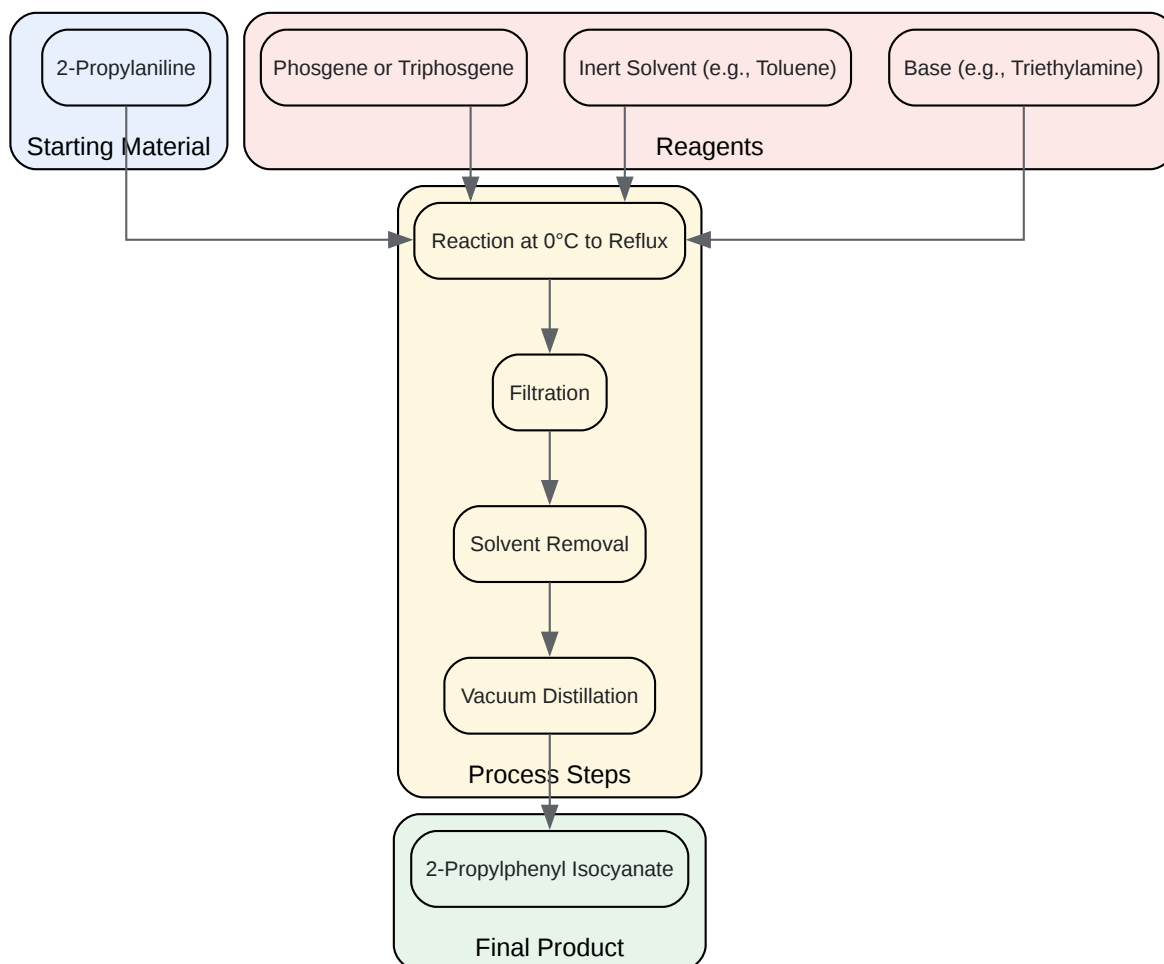 2-Propylaniline
Phosgene or Triphosgene
Inert Solvent (e.g., Toluene)
Base (e.g., Triethylamine)
Starting Material
Reagents
Reaction at 0°C to Reflux
Filtration
Solvent Removal
Vacuum Distillation
Process Steps
2-Propylphenyl Isocyanate
Final Product